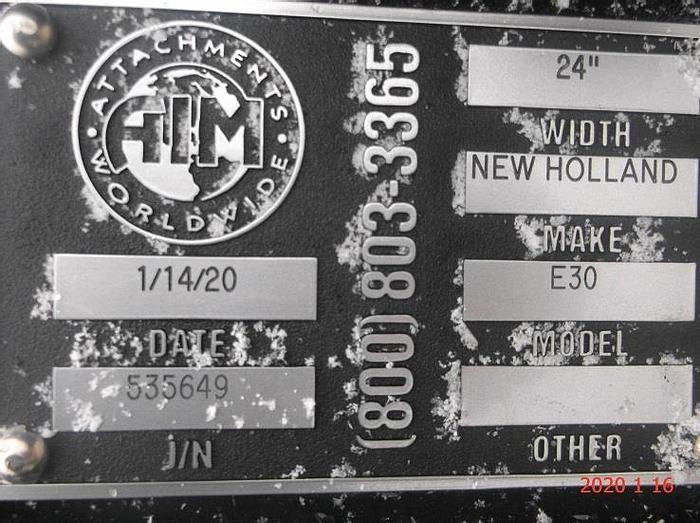 ATTACHMENTS
AIM
WORLDWIDE
1/14/20
DATE
535649
J/N
(800) 803-3365
24"
WIDTH
NEW HOLLAND
MAKE
E30
MODEL
OTHER
2020 1 16